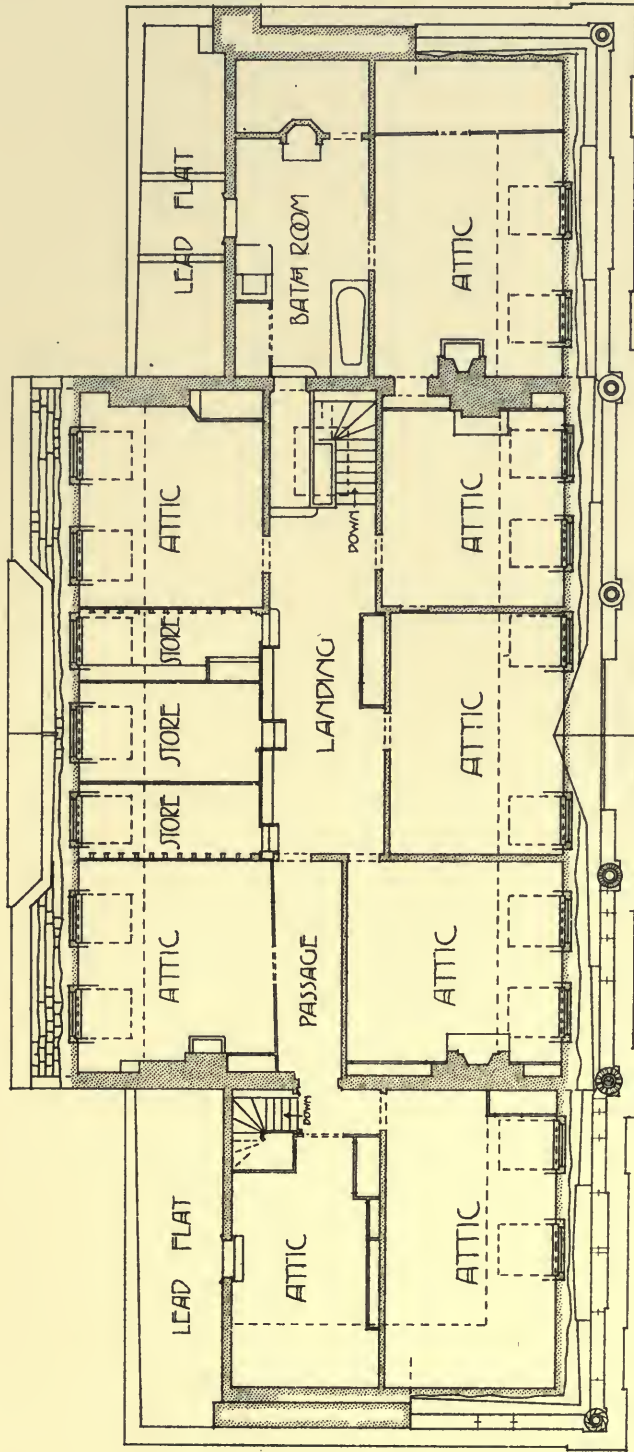 LEAD FLAT
LEAD FLAT
ATTIC
STORE
STORE
STORE
ATTIC
ATTIC
DOWN
PASSAGE
LANDING
DOWN
BATH ROOM
ATTIC
ATTIC
ATTIC
ATTIC
ATTIC